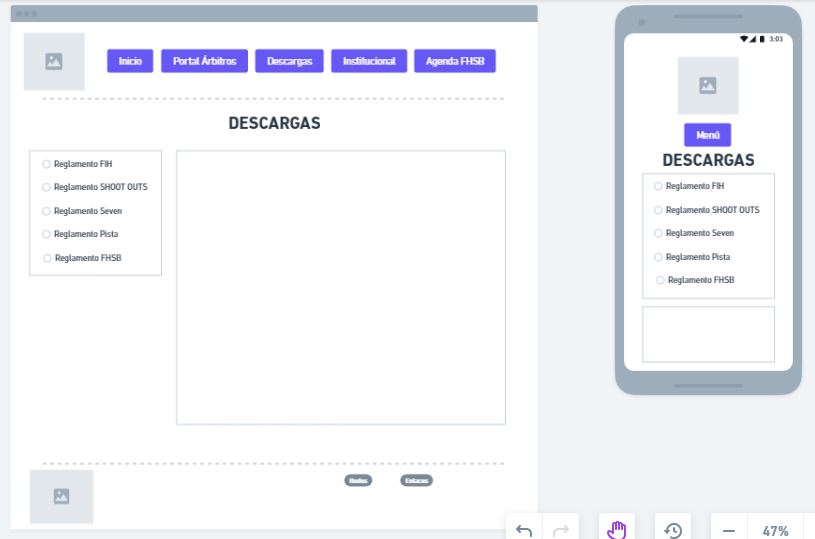 Inicio Portal Árbitros Descargas Institucional Agenda FHSB
DESCARGAS
Reglamento FIH
Reglamento SHOOT OUTS
Reglamento Seven
Reglamento Pista
Reglamento FHSB
Redes
3:03
Menú
DESCARGAS
Reglamento FIH
Reglamento SHOOT OUTS
Reglamento Seven
Reglamento Pista
Reglamento FHSB
47%